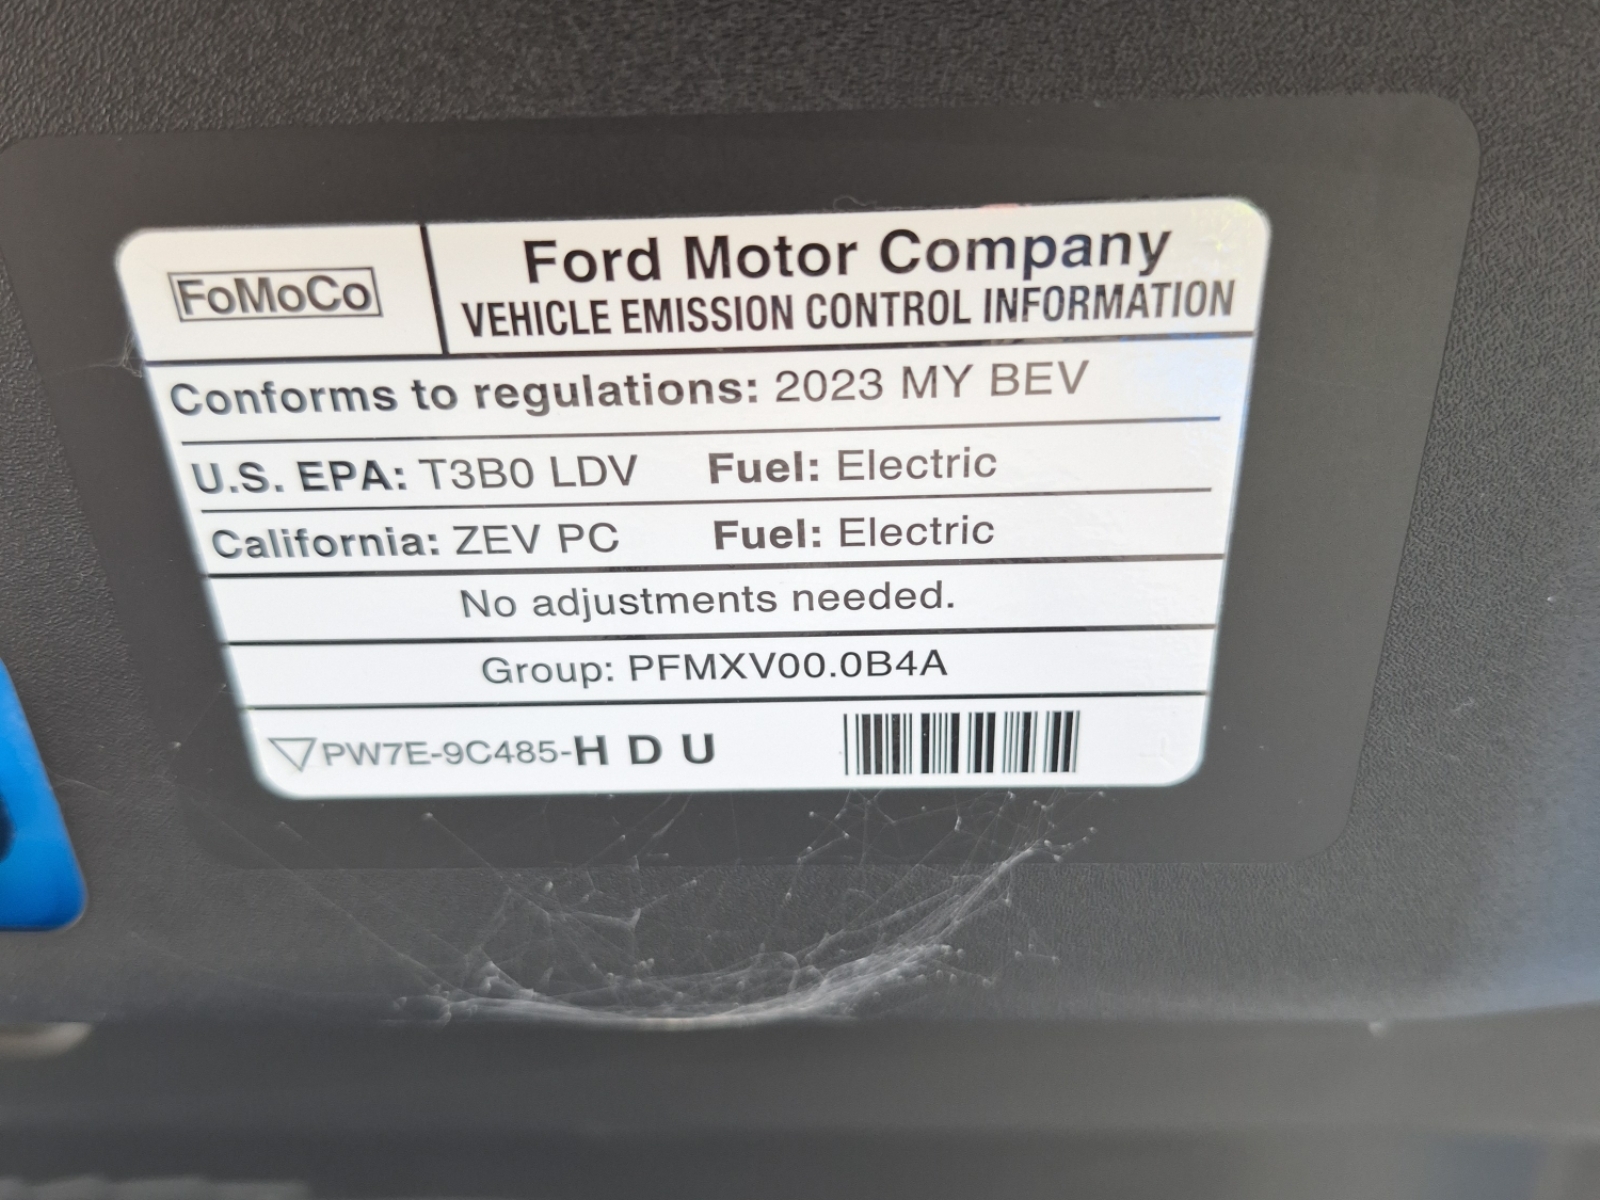 FoMoCo
Ford Motor Company
VEHICLE EMISSION CONTROL INFORMATION
Conforms to regulations: 2023 MY BEV
U.S. EPA: T3B0 LDV Fuel: Electric
California: ZEV PC Fuel: Electric
No adjustments needed.
Group: PFMXV00.0B4A
PW7E-9C485-H D U